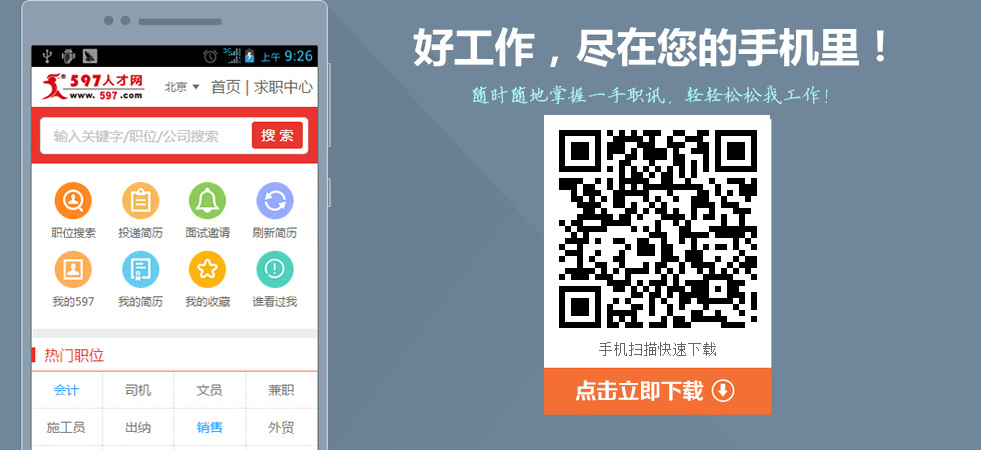 3G 上午 9:26
597人才网
www.597.com
北京 首页 | 求职中心
输入关键字/职位/公司搜索 搜 索
职位搜索 投递简历 面试邀请 刷新简历
我的597 我的简历 我的收藏 谁看过我
热门职位
会计 司机 文员 兼职
施工员 出纳 销售 外贸
好工作，尽在您的手机里！
随时随地掌握一手职讯，轻轻松松找工作！
手机扫描快速下载
点击立即下载